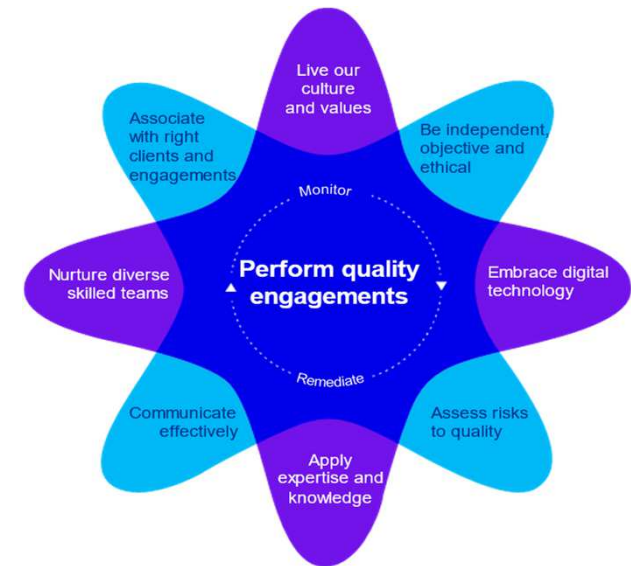 Live our
culture
and values
Associate
with right
clients and
engagements
Be independent,
objective and
ethical
Monitor
Nurture diverse
skilled teams
Perform quality
engagements
Embrace digital
technology
Remediate
Communicate
effectively
Assess risks
to quality
Apply
expertise and
knowledge